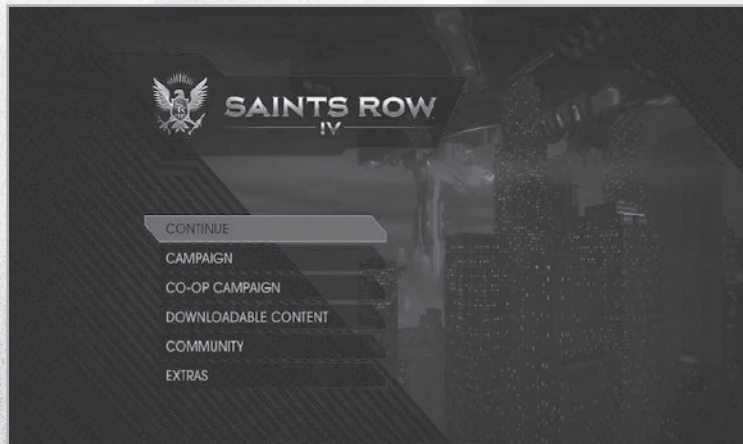 SAINTS ROW
IV
CONTINUE
CAMPAIGN
CO-OP CAMPAIGN
DOWNLOADABLE CONTENT
COMMUNITY
EXTRAS